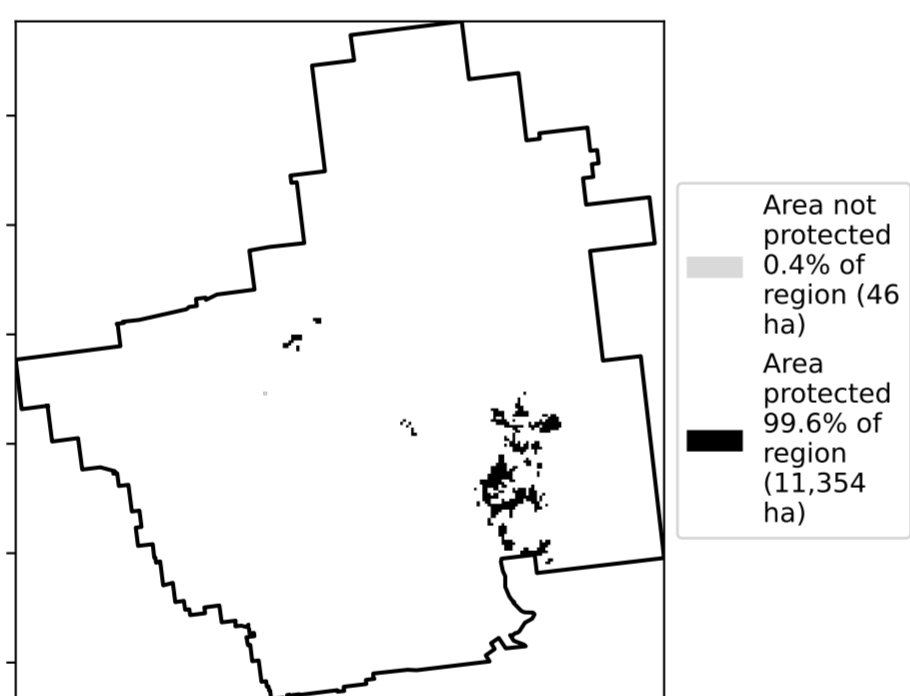 Area not
protected
0.4% of
region (46
ha)
Area
protected
99.6% of
region
(11,354
ha)